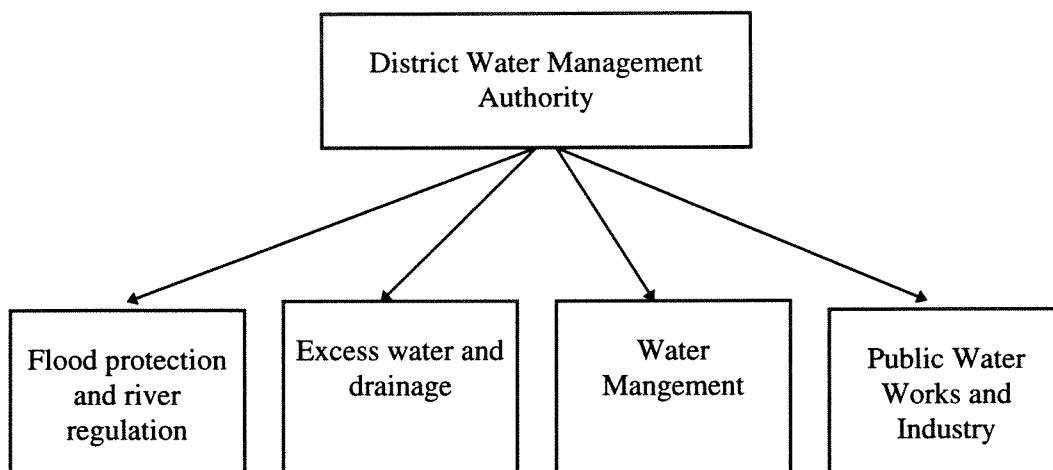 District Water Management
Authority
Flood protection
and river
regulation
Excess water and
drainage
Water
Mangement
Public Water
Works and
Industry